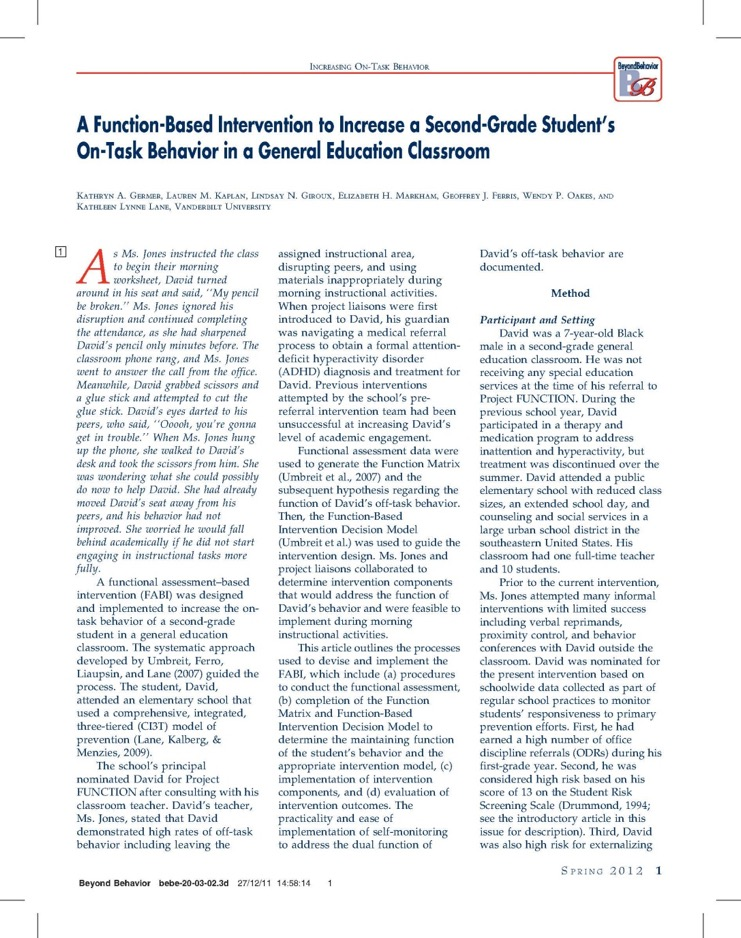 INCREASING ON-TASK BEHAVIOR
BeyondBehavior
B
B
A Function-Based Intervention to Increase a Second-Grade Student's
On-Task Behavior in a General Education Classroom
KATHRYN A. GERMER, LAUREN M. KAPLAN, LINDSAY N. GIROUX, ELIZABETH H. MARKHAM, GEOFFREY J. FERRIS, WENDY P. OAKES, AND
KATHLEEN LYNNE LANE, VANDERBILT UNIVERSITY
1
As Ms. Jones instructed the class
to begin their morning
worksheet, David turned
around in his seat and said, ''My pencil
be broken.'' Ms. Jones ignored his
disruption and continued completing
the attendance, as she had sharpened
David's pencil only minutes before. The
classroom phone rang, and Ms. Jones
went to answer the call from the office.
Meanwhile, David grabbed scissors and
a glue stick and attempted to cut the
glue stick. David's eyes darted to his
peers, who said, ''Ooooh, you're gonna
get in trouble.'' When Ms. Jones hung
up the phone, she walked to David's
desk and took the scissors from him. She
was wondering what she could possibly
do now to help David. She had already
moved David's seat away from his
peers, and his behavior had not
improved. She worried he would fall
behind academically if he did not start
engaging in instructional tasks more
fully.
A functional assessment–based
intervention (FABI) was designed
and implemented to increase the on-
task behavior of a second-grade
student in a general education
classroom. The systematic approach
developed by Umbreit, Ferro,
Liaupsin, and Lane (2007) guided the
process. The student, David,
attended an elementary school that
used a comprehensive, integrated,
three-tiered (CI3T) model of
prevention (Lane, Kalberg, &
Menzies, 2009).
The school's principal
nominated David for Project
FUNCTION after consulting with his
classroom teacher. David's teacher,
Ms. Jones, stated that David
demonstrated high rates of off-task
behavior including leaving the
assigned instructional area,
disrupting peers, and using
materials inappropriately during
morning instructional activities.
When project liaisons were first
introduced to David, his guardian
was navigating a medical referral
process to obtain a formal attention-
deficit hyperactivity disorder
(ADHD) diagnosis and treatment for
David. Previous interventions
attempted by the school's pre-
referral intervention team had been
unsuccessful at increasing David's
level of academic engagement.
Functional assessment data were
used to generate the Function Matrix
(Umbreit et al., 2007) and the
subsequent hypothesis regarding the
function of David's off-task behavior.
Then, the Function-Based
Intervention Decision Model
(Umbreit et al.) was used to guide the
intervention design. Ms. Jones and
project liaisons collaborated to
determine intervention components
that would address the function of
David's behavior and were feasible to
implement during morning
instructional activities.
This article outlines the processes
used to devise and implement the
FABI, which include (a) procedures
to conduct the functional assessment,
(b) completion of the Function
Matrix and Function-Based
Intervention Decision Model to
determine the maintaining function
of the student's behavior and the
appropriate intervention model, (c)
implementation of intervention
components, and (d) evaluation of
intervention outcomes. The
practicality and ease of
implementation of self-monitoring
to address the dual function of
David's off-task behavior are
documented.
Method
Participant and Setting
David was a 7-year-old Black
male in a second-grade general
education classroom. He was not
receiving any special education
services at the time of his referral to
Project FUNCTION. During the
previous school year, David
participated in a therapy and
medication program to address
inattention and hyperactivity, but
treatment was discontinued over the
summer. David attended a public
elementary school with reduced class
sizes, an extended school day, and
counseling and social services in a
large urban school district in the
southeastern United States. His
classroom had one full-time teacher
and 10 students.
Prior to the current intervention,
Ms. Jones attempted many informal
interventions with limited success
including verbal reprimands,
proximity control, and behavior
conferences with David outside the
classroom. David was nominated for
the present intervention based on
schoolwide data collected as part of
regular school practices to monitor
students' responsiveness to primary
prevention efforts. First, he had
earned a high number of office
discipline referrals (ODRs) during his
first-grade year. Second, he was
considered high risk based on his
score of 13 on the Student Risk
Screening Scale (Drummond, 1994;
see the introductory article in this
issue for description). Third, David
was also high risk for externalizing
SPRING 2012 1
Beyond Behavior bebe-20-03-02.3d 27/12/11 14:58:14 1